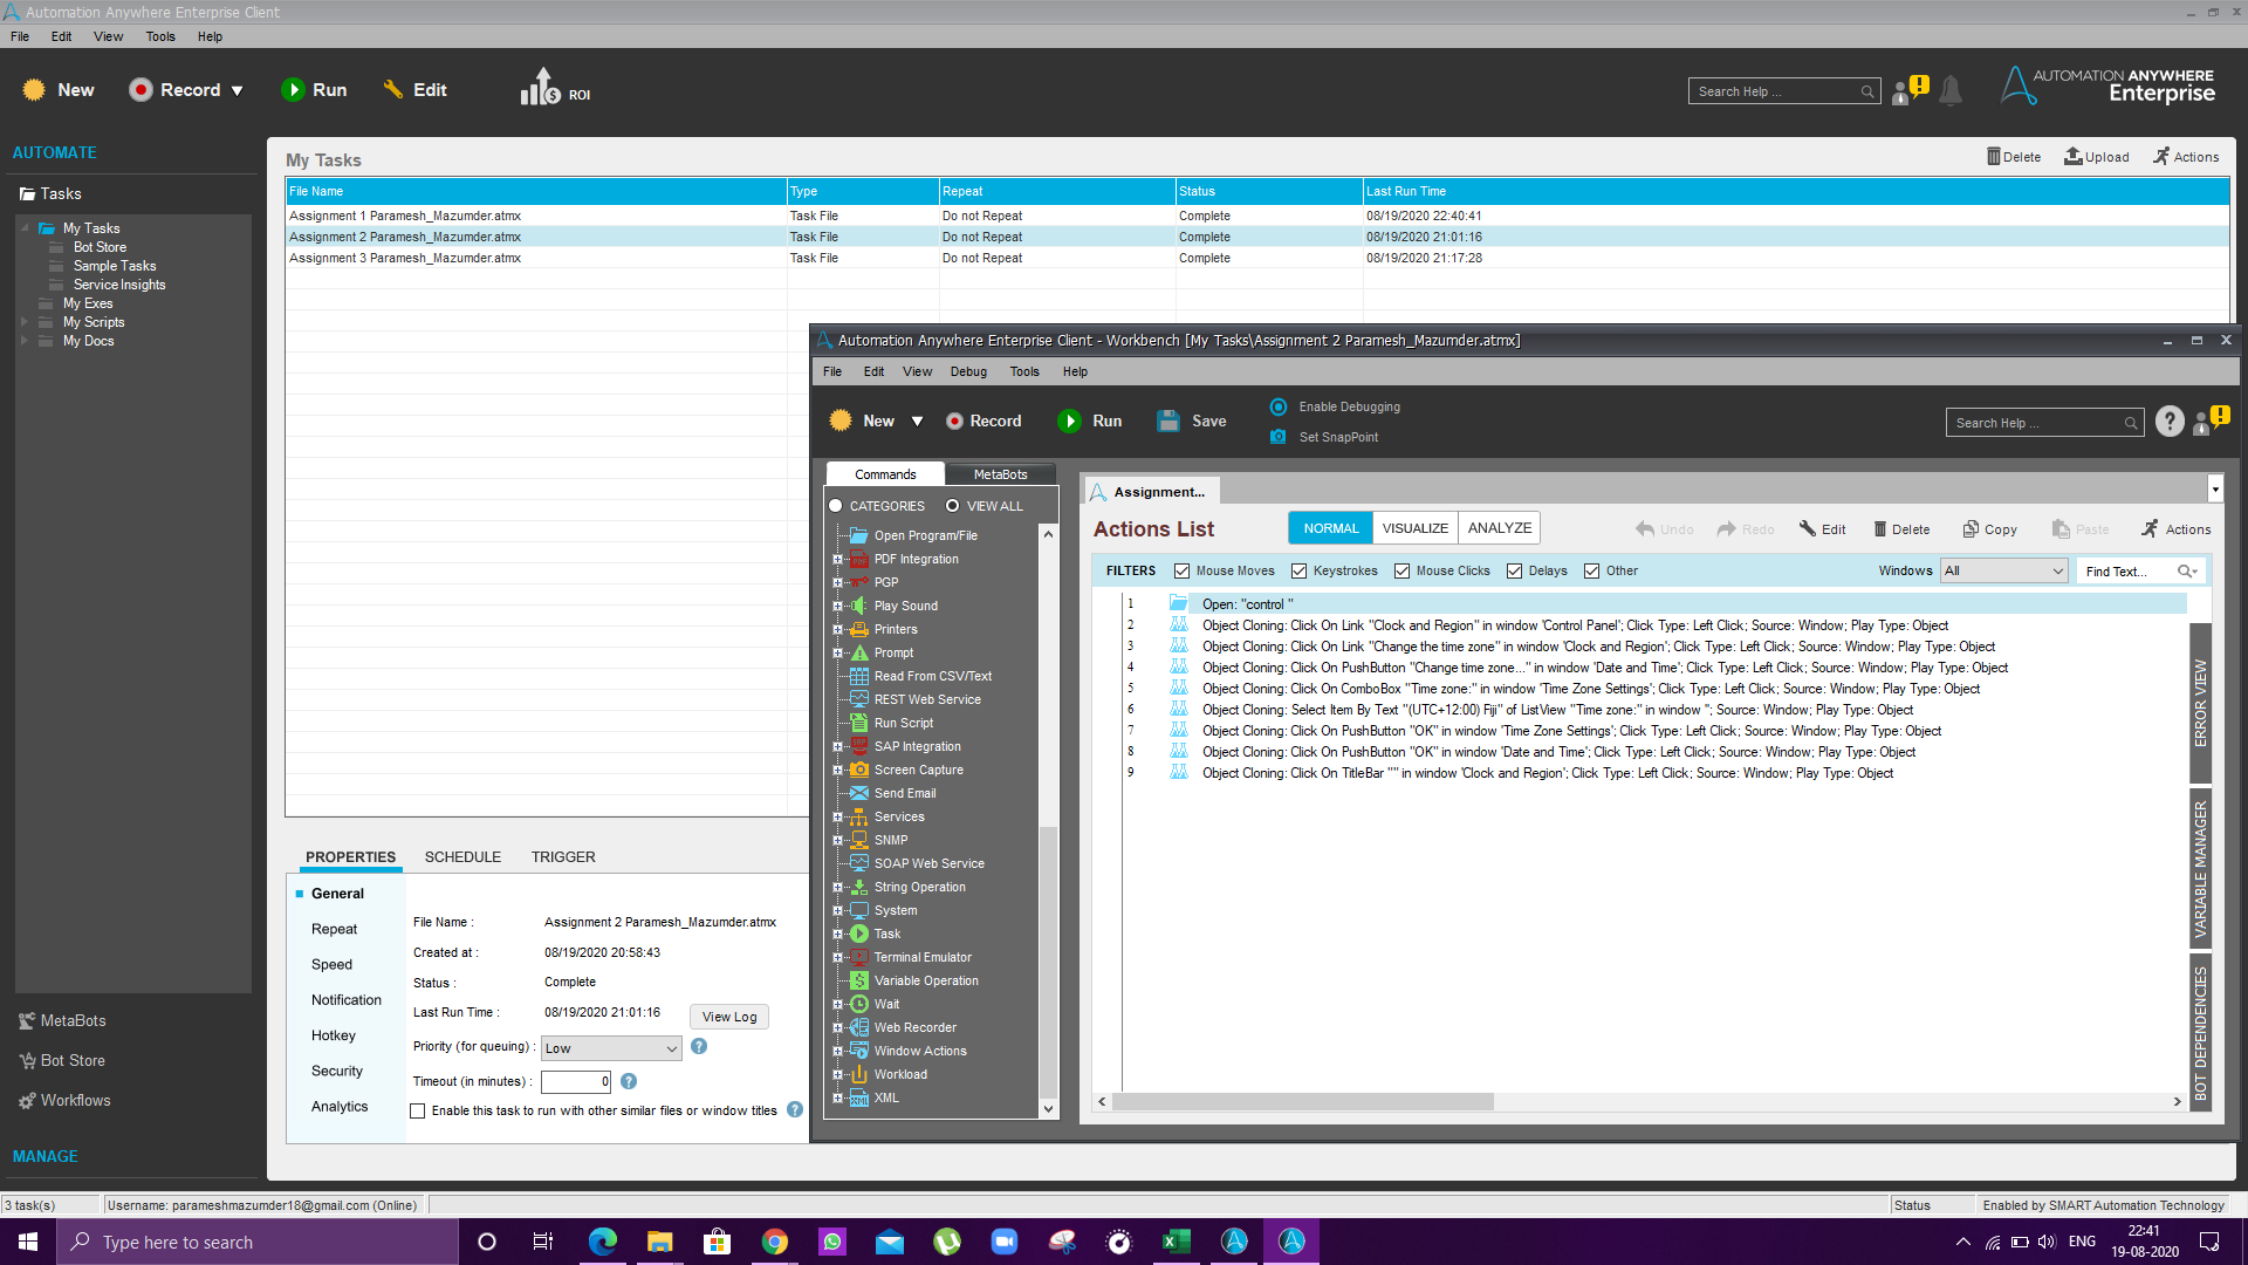 Automation Anywhere Enterprise Client
File Edit View Tools Help
New Record Run Edit ROI
Search Help ...
AUTOMATION ANYWHERE
Enterprise
AUTOMATE
Tasks
My Tasks
Bot Store
Sample Tasks
Service Insights
My Exes
My Scripts
My Docs
MetaBots
Bot Store
Workflows
MANAGE
My Tasks
Delete Upload Actions
File Name Type Repeat Status Last Run Time
Assignment 1 Paramesh_Mazumder.atmx Task File Do not Repeat Complete 08/19/2020 22:40:41
Assignment 2 Paramesh_Mazumder.atmx Task File Do not Repeat Complete 08/19/2020 21:01:16
Assignment 3 Paramesh_Mazumder.atmx Task File Do not Repeat Complete 08/19/2020 21:17:28
PROPERTIES SCHEDULE TRIGGER
General
Repeat
Speed
Notification
Hotkey
Security
Analytics
File Name : Assignment 2 Paramesh_Mazumder.atmx
Created at : 08/19/2020 20:58:43
Status : Complete
Last Run Time : 08/19/2020 21:01:16 View Log
Priority (for queuing) : Low ?
Timeout (in minutes) : 0 ?
Enable this task to run with other similar files or window titles ?
Automation Anywhere Enterprise Client - Workbench [My Tasks\Assignment 2 Paramesh_Mazumder.atmx]
File Edit View Debug Tools Help
New Record Run Save
Enable Debugging
Set SnapPoint
Search Help ... ?
Commands MetaBots
CATEGORIES VIEW ALL
Open Program/File
PDF Integration
PGP
Play Sound
Printers
Prompt
Read From CSV/Text
REST Web Service
Run Script
SAP Integration
Screen Capture
Send Email
Services
SNMP
SOAP Web Service
String Operation
System
Task
Terminal Emulator
Variable Operation
Wait
Web Recorder
Window Actions
Workload
XML
Assignment...
Actions List
NORMAL VISUALIZE ANALYZE
Undo Redo Edit Delete Copy Paste Actions
FILTERS Mouse Moves Keystrokes Mouse Clicks Delays Other
Windows All Find Text...
1 Open: "control "
2 Object Cloning: Click On Link "Clock and Region" in window 'Control Panel'; Click Type: Left Click; Source: Window; Play Type: Object
3 Object Cloning: Click On Link "Change the time zone" in window 'Clock and Region'; Click Type: Left Click; Source: Window; Play Type: Object
4 Object Cloning: Click On PushButton "Change time zone..." in window 'Date and Time'; Click Type: Left Click; Source: Window; Play Type: Object
5 Object Cloning: Click On ComboBox "Time zone:" in window 'Time Zone Settings'; Click Type: Left Click; Source: Window; Play Type: Object
6 Object Cloning: Select Item By Text "(UTC+12:00) Fiji" of ListView "Time zone:" in window ''; Source: Window; Play Type: Object
7 Object Cloning: Click On PushButton "OK" in window 'Time Zone Settings'; Click Type: Left Click; Source: Window; Play Type: Object
8 Object Cloning: Click On PushButton "OK" in window 'Date and Time'; Click Type: Left Click; Source: Window; Play Type: Object
9 Object Cloning: Click On TitleBar "" in window 'Clock and Region'; Click Type: Left Click; Source: Window; Play Type: Object
ERROR VIEW
VARIABLE MANAGER
BOT DEPENDENCIES
3 task(s) Username: parameshmazumder18@gmail.com (Online) Status Enabled by SMART Automation Technology
Type here to search
ENG
22:41
19-08-2020